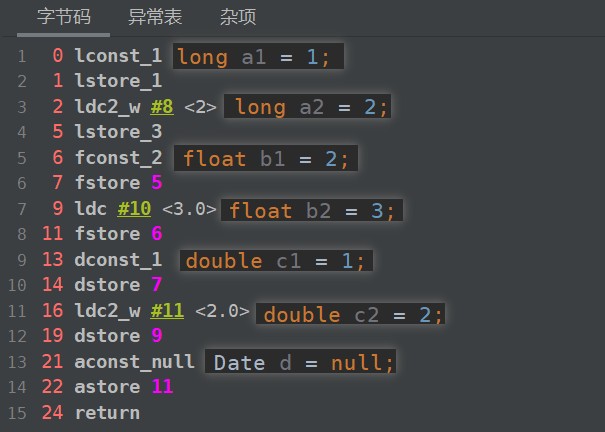 字节码 异常表 杂项
1 0 lconst_1 long a1 = 1;
2 1 lstore_1
3 2 ldc2_w #8 <2> long a2 = 2;
4 5 lstore_3
5 6 fconst_2 float b1 = 2;
6 7 fstore 5
7 9 ldc #10 <3.0> float b2 = 3;
8 11 fstore 6
9 13 dconst_1 double c1 = 1;
10 14 dstore 7
11 16 ldc2_w #11 <2.0> double c2 = 2;
12 19 dstore 9
13 21 aconst_null Date d = null;
14 22 astore 11
15 24 return